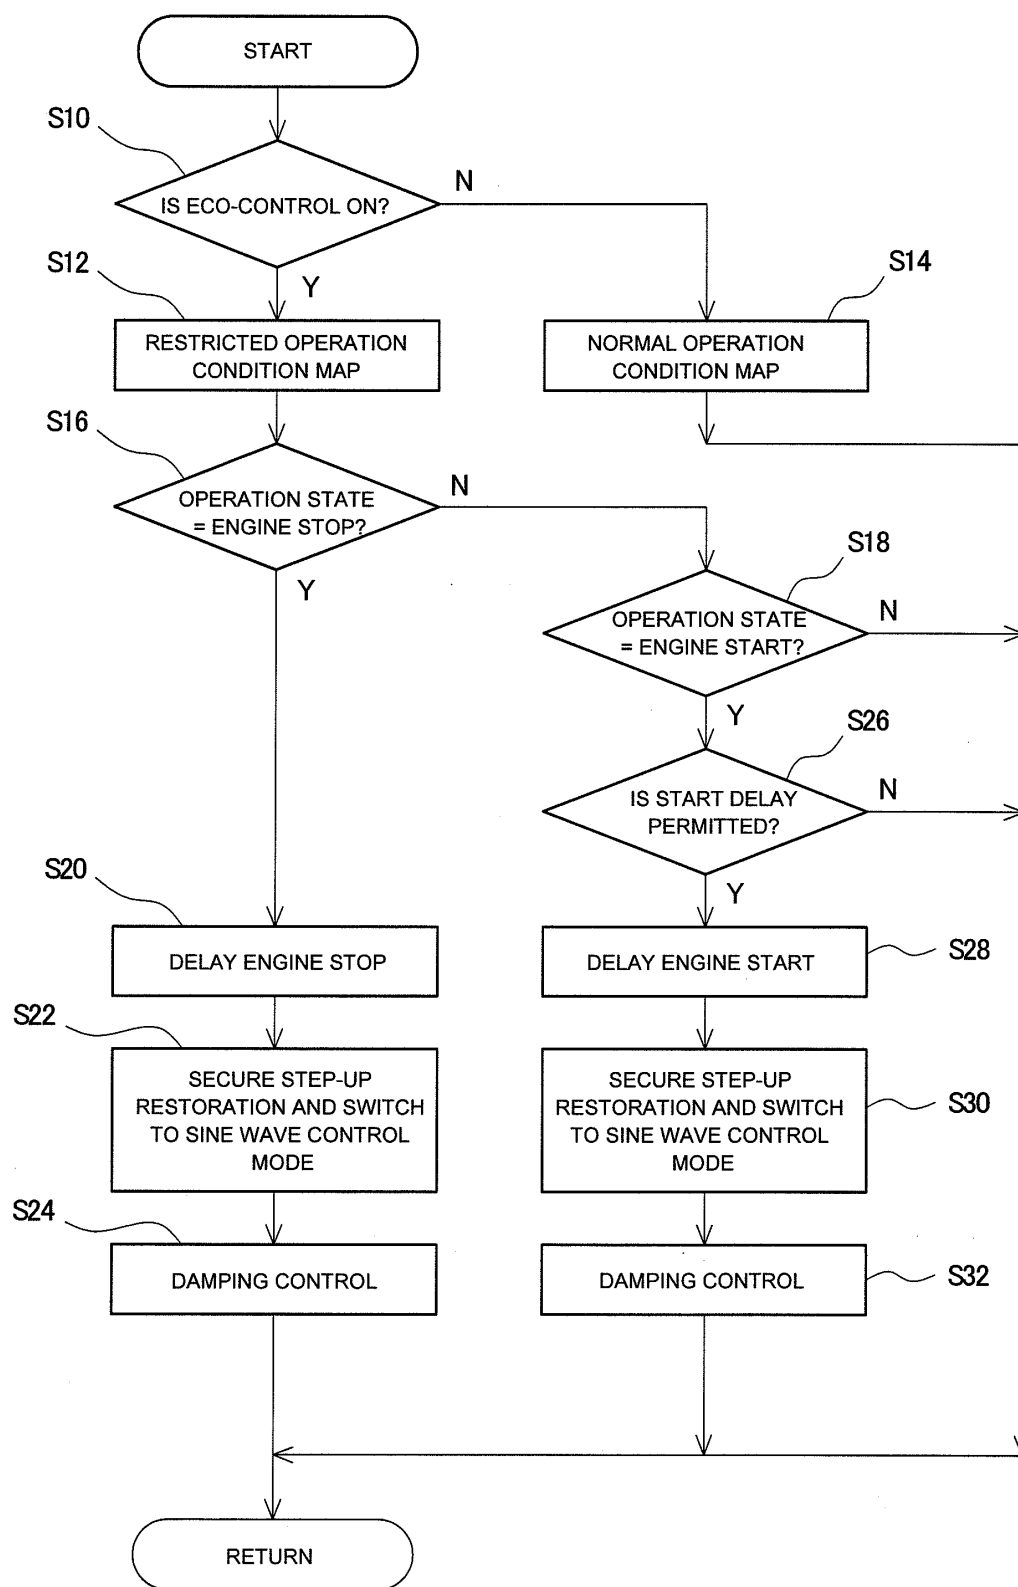 START
S10
IS ECO-CONTROL ON?
N
Y
S12
RESTRICTED OPERATION
CONDITION MAP
S14
NORMAL OPERATION
CONDITION MAP
S16
OPERATION STATE
= ENGINE STOP?
N
Y
S18
OPERATION STATE
= ENGINE START?
N
Y
S26
IS START DELAY
PERMITTED?
N
Y
S20
DELAY ENGINE STOP
DELAY ENGINE START
S28
S22
SECURE STEP-UP
RESTORATION AND SWITCH
TO SINE WAVE CONTROL
MODE
SECURE STEP-UP
RESTORATION AND SWITCH
TO SINE WAVE CONTROL
MODE
S30
S24
DAMPING CONTROL
DAMPING CONTROL
S32
RETURN